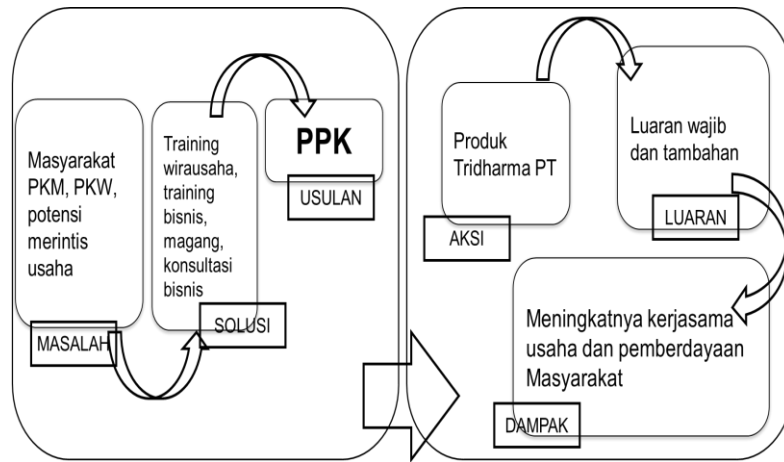 Masyarakat
PKM, PKW,
potensi
merintis
usaha
MASALAH
Training
wirausaha,
training
bisnis,
magang,
konsultasi
bisnis
SOLUSI
PPK
USULAN
Produk
Tridharma PT
AKSI
Luaran wajib
dan tambahan
LUARAN
Meningkatnya kerjasama
usaha dan pemberdayaan
Masyarakat
DAMPAK